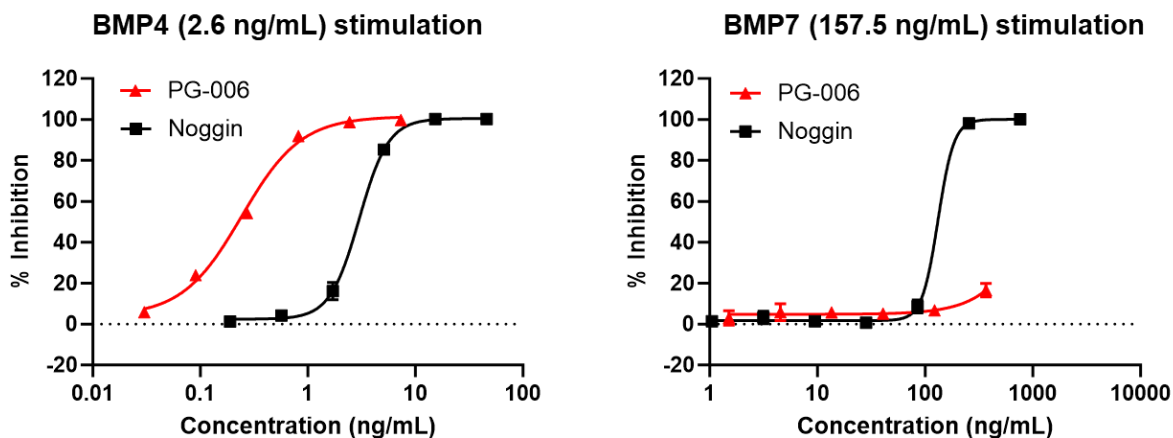 BMP4 (2.6 ng/mL) stimulation
120
100
80
60
40
20
0
-20
% Inhibition
PG-006
Noggin
0.01 0.1 1 10 100
Concentration (ng/mL)
BMP7 (157.5 ng/mL) stimulation
120
100
80
60
40
20
0
-20
% Inhibition
PG-006
Noggin
1 10 100 1000 10000
Concentration (ng/mL)